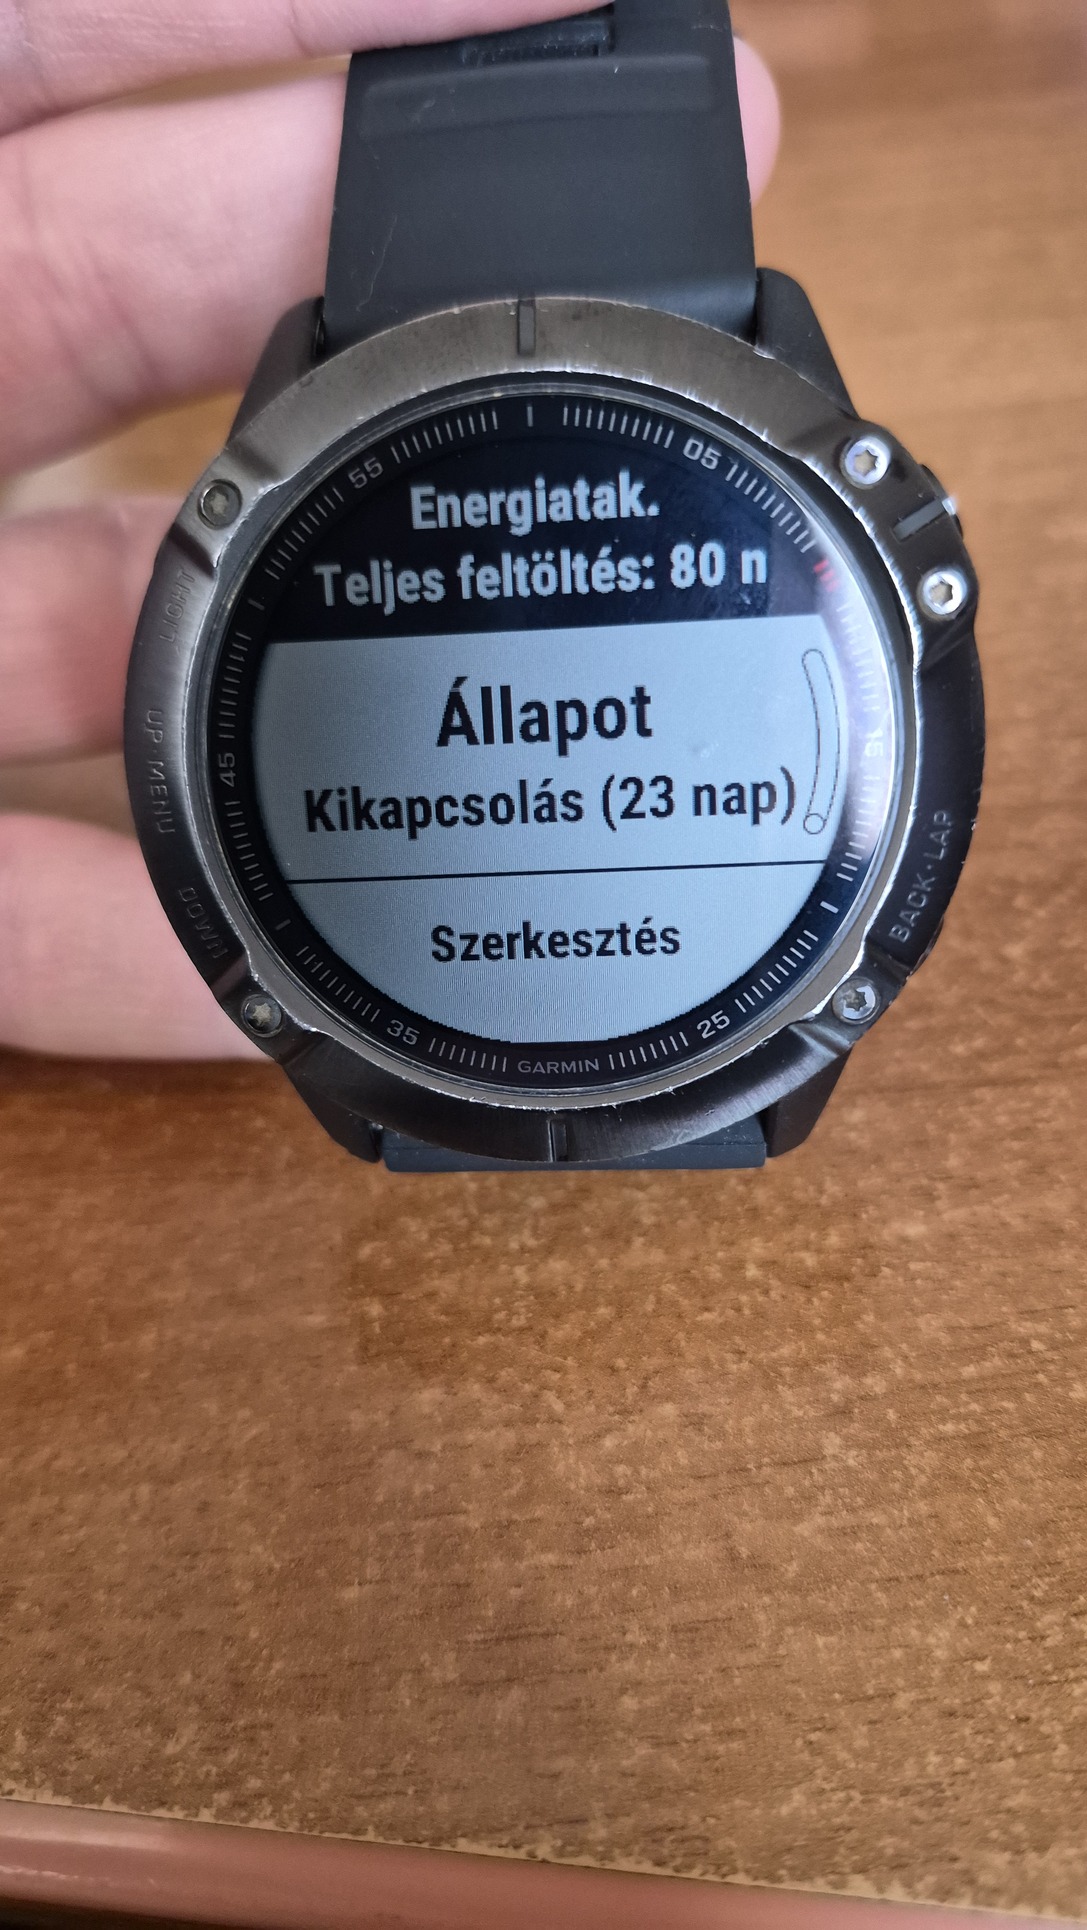 55
05
Energiatak.
Teljes feltöltés: 80 n
LIGHT
Állapot
UP·MENU
45
15
Kikapcsolás (23 nap)
DOWN
BACK·LAP
Szerkesztés
35
25
GARMIN